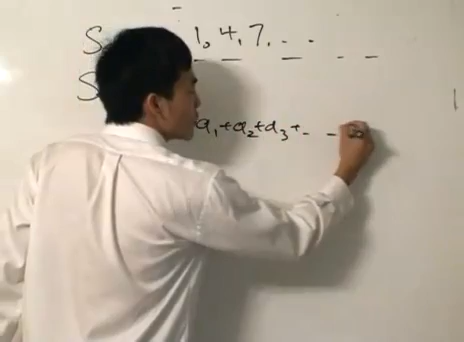 S 1, 4, 7, - - - -
S
a₁+a₂+a₃+- -